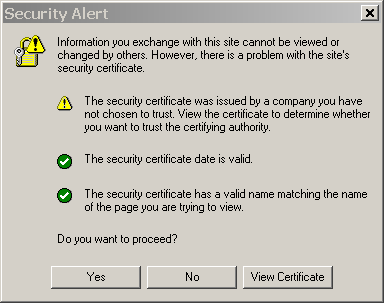 Security Alert
Information you exchange with this site cannot be viewed or
changed by others. However, there is a problem with the site's
security certificate.
The security certificate was issued by a company you have
not chosen to trust. View the certificate to determine whether
you want to trust the certifying authority.
The security certificate date is valid.
The security certificate has a valid name matching the name
of the page you are trying to view.
Do you want to proceed?
Yes
No
View Certificate